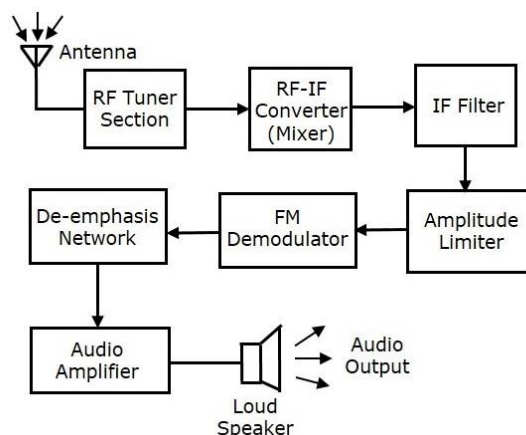 Antenna
RF Tuner
Section
RF-IF
Converter
(Mixer)
IF Filter
Amplitude
Limiter
FM
Demodulator
De-emphasis
Network
Audio
Amplifier
Loud
Speaker
Audio
Output